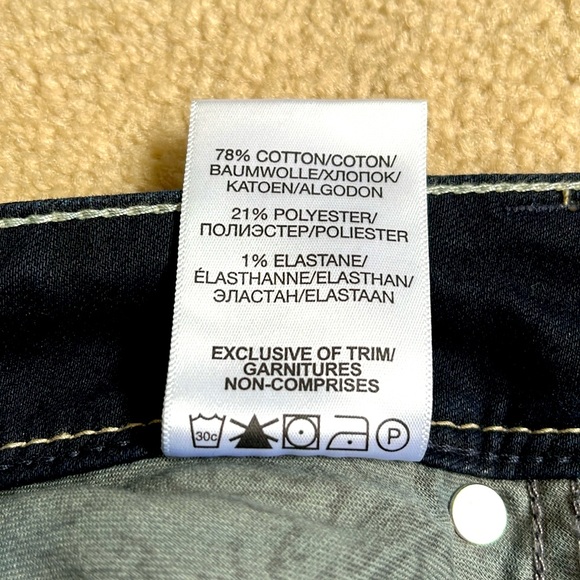 78% COTTON/COTON/
BAUMWOLLE/ХЛОПОК/
KATOEN/ALGODON
21% POLYESTER/
ПОЛИЭСТЕР/POLIESTER
1% ELASTANE/
ÉLASTHANNE/ELASTHAN/
ЭЛАСТАН/ELASTAAN
EXCLUSIVE OF TRIM/
GARNITURES
NON-COMPRISES
30c P